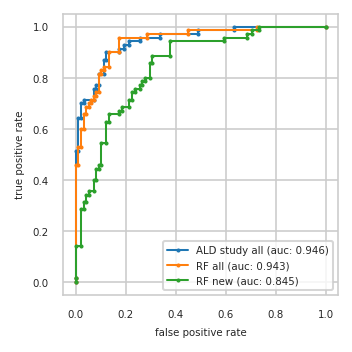 1.0
0.8
0.6
0.4
0.2
0.0
true positive rate
ALD study all (auc: 0.946)
RF all (auc: 0.943)
RF new (auc: 0.845)
0.0 0.2 0.4 0.6 0.8 1.0
false positive rate